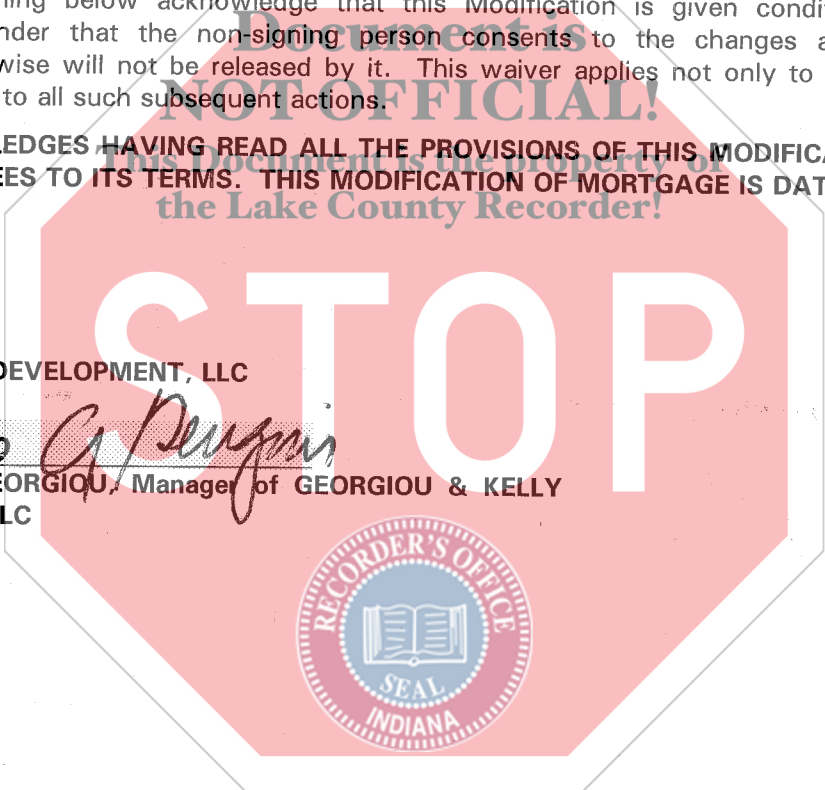 ning below acknowledge that this Modification is given condi
nder that the non-signing person consents to the changes a
wise will not be released by it. This waiver applies not only to
to all such subsequent actions.
Document is
NOT OFFICIAL!
This Document is the property of
the Lake County Recorder!
EDGES HAVING READ ALL THE PROVISIONS OF THIS MODIFICA
EES TO ITS TERMS. THIS MODIFICATION OF MORTGAGE IS DAT
STOP
DEVELOPMENT, LLC
EORGIOU, Manager of GEORGIOU & KELLY
LC
RECORDER'S OFFICE
SEAL
INDIANA